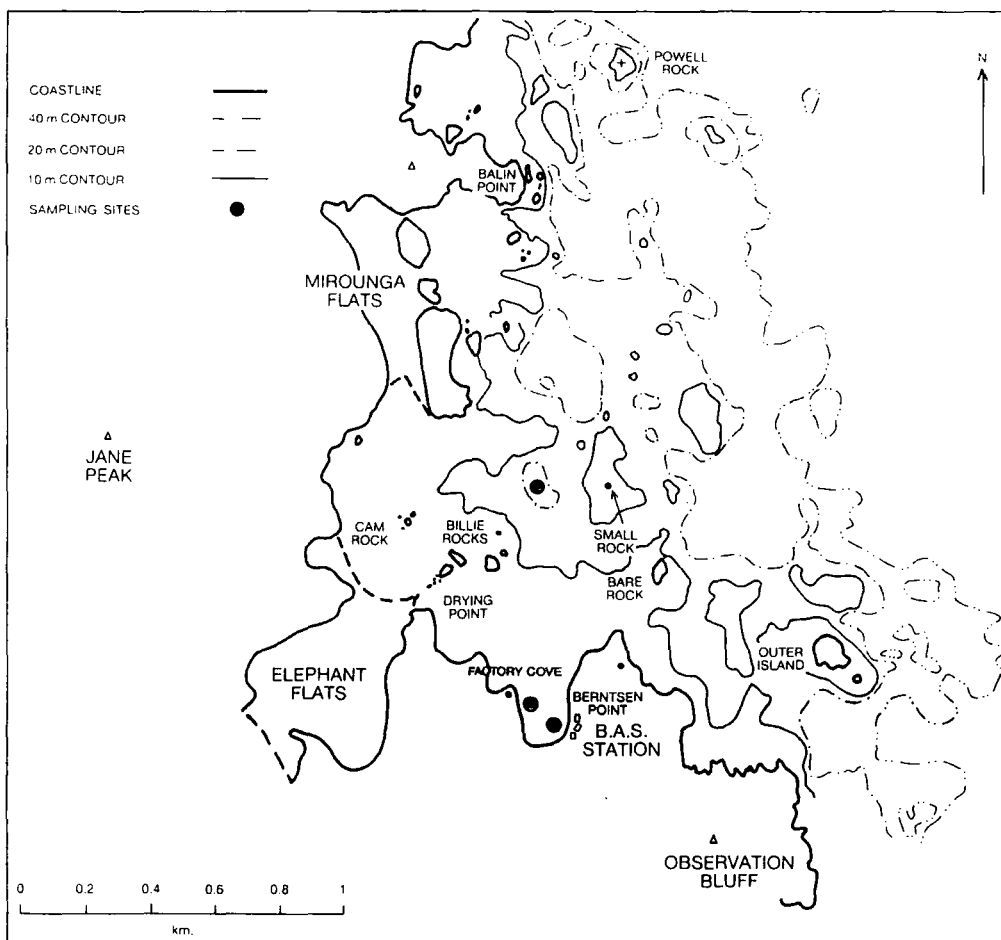 POWELL
ROCK
N
COASTLINE
40 m CONTOUR
20 m CONTOUR
10 m CONTOUR
SAMPLING SITES
BALIN
POINT
MIROUNGA
FLATS
JANE
PEAK
CAM
ROCK
BILLIE
ROCKS
SMALL
ROCK
BARE
ROCK
DRYING
POINT
OUTER
ISLAND
ELEPHANT
FLATS
FACTORY COVE
BERNTSEN
POINT
B.A.S.
STATION
OBSERVATION
BLUFF
0 0.2 0.4 0.6 0.8 1
km.